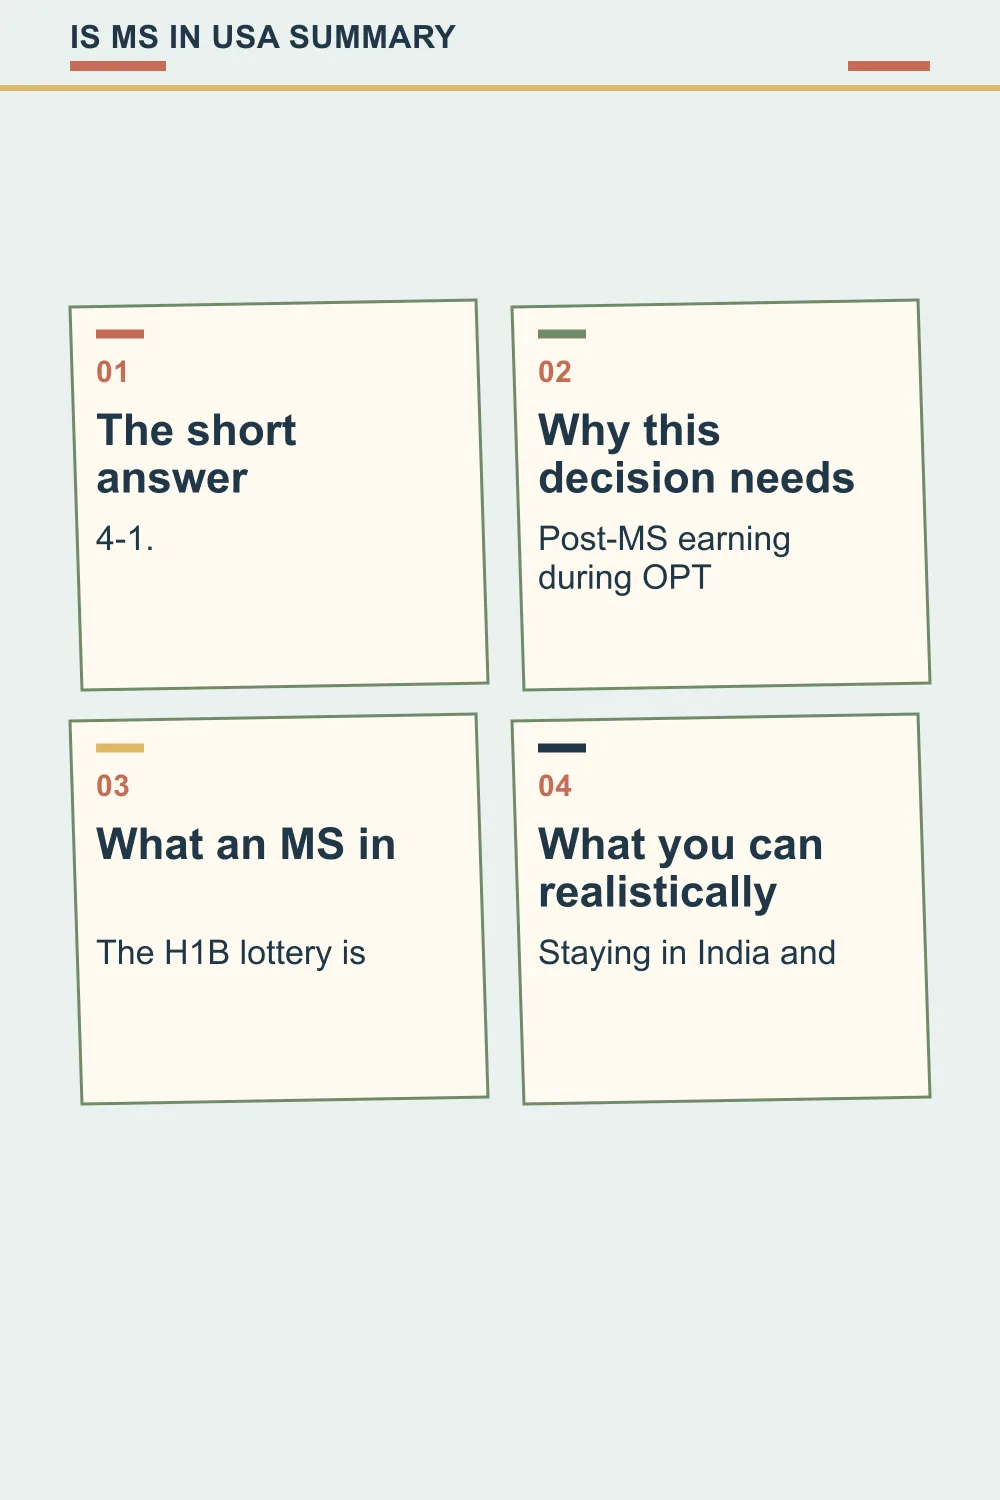 IS MS IN USA SUMMARY
01
The short
answer
4-1.
02
Why this
decision needs
Post-MS earning
during OPT
03
What an MS in
The H1B lottery is
04
What you can
realistically
Staying in India and